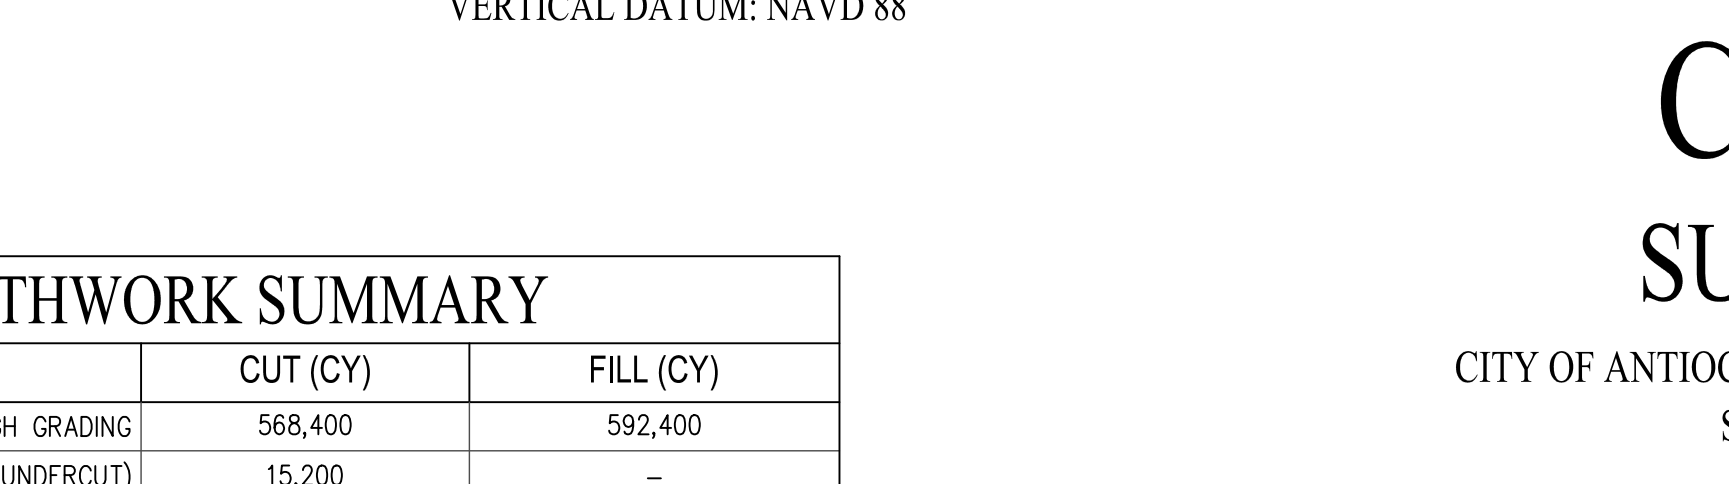 VERTICAL DATUM: NAVD 88
THWORK SUMMARY
CUT (CY) FILL (CY)
GRADING 568,400 592,400
UNDERCUT) 15,200 –
C
SU
CITY OF ANTIOC
S